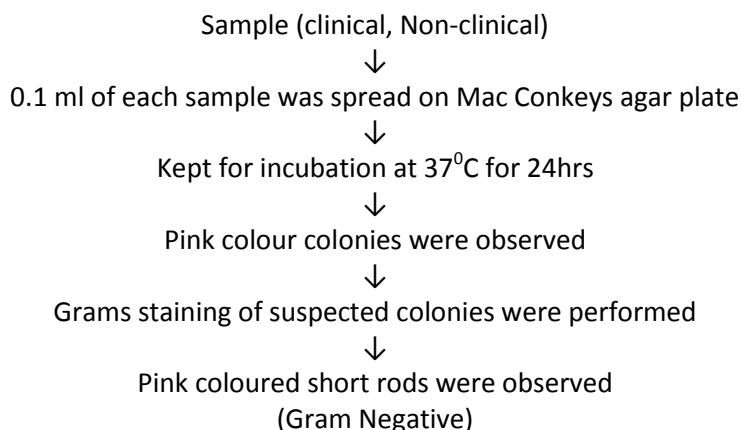 Sample (clinical, Non-clinical)
↓
0.1 ml of each sample was spread on Mac Conkeys agar plate
↓
Kept for incubation at 37⁰C for 24hrs
↓
Pink colour colonies were observed
↓
Grams staining of suspected colonies were performed
↓
Pink coloured short rods were observed
(Gram Negative)